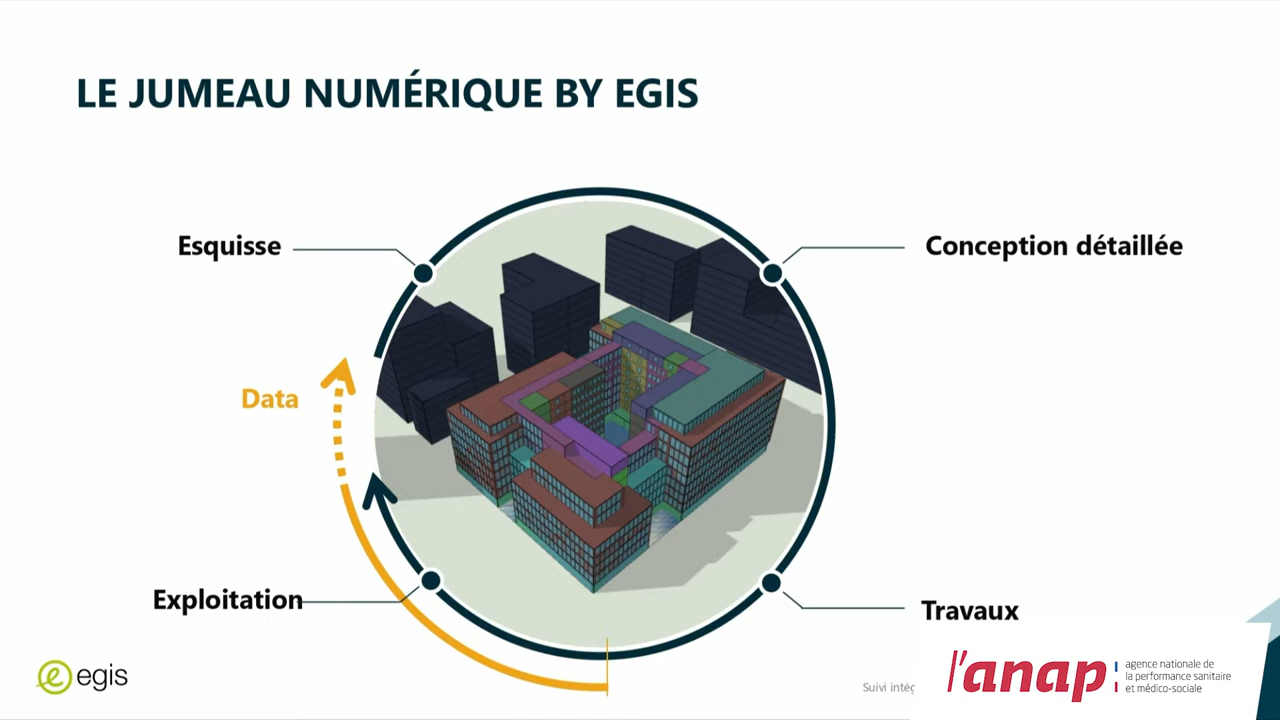 LE JUMEAU NUMÉRIQUE BY EGIS
Esquisse
Conception détaillée
Data
Exploitation
Travaux
egis
Suivi
l'anap
agence nationale de
la performance sanitaire
et médico-sociale